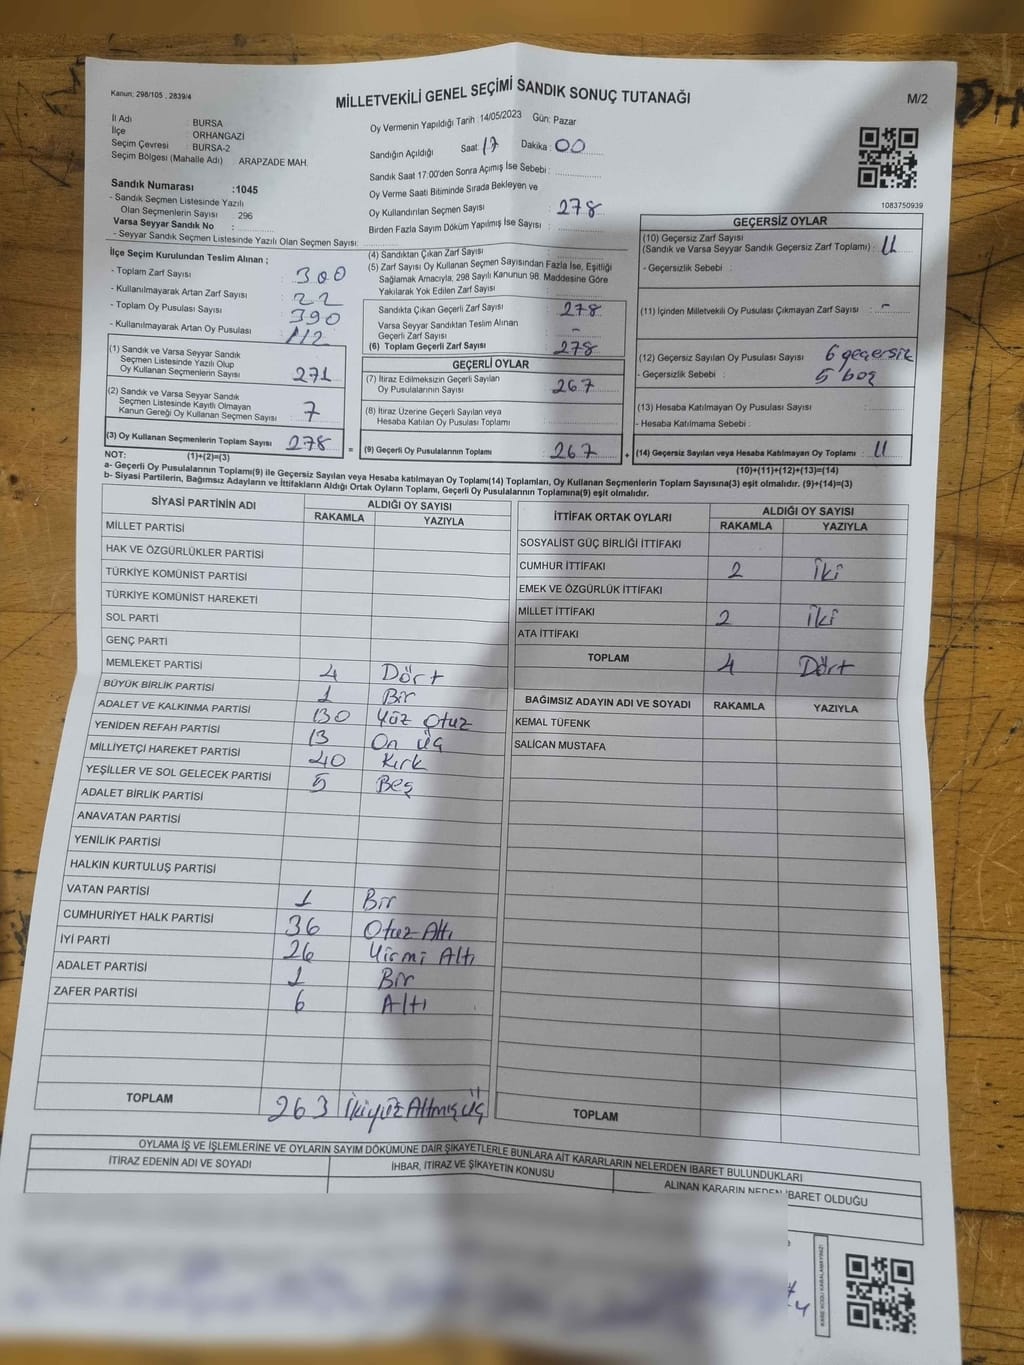 Kanun: 298/105 , 2839/4
MİLLETVEKİLİ GENEL SEÇİMİ SANDIK SONUÇ TUTANAĞI
M/2
İl Adı : BURSA
İlçe : ORHANGAZİ
Seçim Çevresi : BURSA-2
Seçim Bölgesi (Mahalle Adı) : ARAPZADE MAH.
Oy Vermenin Yapıldığı Tarih 14/05/2023 Gün: Pazar
Sandığın Açıldığı Saat: 17 Dakika: 00
Sandık Saat 17:00'den Sonra Açımış İse Sebebi :
Oy Verme Saati Bitiminde Sırada Bekleyen ve
Oy Kullandırılan Seçmen Sayısı : 278
Birden Fazla Sayım Döküm Yapılmış İse Sayısı :
1083750939
Sandık Numarası :1045
- Sandık Seçmen Listesinde Yazılı
Olan Seçmenlerin Sayısı : 296
Varsa Seyyar Sandık No :
- Seyyar Sandık Seçmen Listesinde Yazılı Olan Seçmen Sayısı:
İlçe Seçim Kurulundan Teslim Alınan ;
- Toplam Zarf Sayısı : 300
- Kullanılmayarak Artan Zarf Sayısı : 22
- Toplam Oy Pusulası Sayısı : 390
- Kullanılmayarak Artan Oy Pusulası : 112
(1) Sandık ve Varsa Seyyar Sandık
Seçmen Listesinde Yazılı Olup
Oy Kullanan Seçmenlerin Sayısı : 271
(2) Sandık ve Varsa Seyyar Sandık
Seçmen Listesinde Kayıtlı Olmayan
Kanun Gereği Oy Kullanan Seçmen Sayısı : 7
(3) Oy Kullanan Seçmenlerin Toplam Sayısı : 278
(4) Sandıktan Çıkan Zarf Sayısı :
(5) Zarf Sayısı Oy Kullanan Seçmen Sayısından Fazla İse, Eşitliği
Sağlamak Amacıyla; 298 Sayılı Kanunun 98. Maddesine Göre
Yakılarak Yok Edilen Zarf Sayısı :
Sandıkta Çıkan Geçerli Zarf Sayısı : 278
Varsa Seyyar Sandıktan Teslim Alınan
Geçerli Zarf Sayısı : -
(6) Toplam Geçerli Zarf Sayısı : 278
GEÇERLİ OYLAR
(7) İtiraz Edilmeksizin Geçerli Sayılan
Oy Pusulalarının Sayısı : 267
(8) İtiraz Üzerine Geçerli Sayılan veya
Hesaba Katılan Oy Pusulası Toplamı :
= (9) Geçerli Oy Pusulalarının Toplamı : 267 +
GEÇERSİZ OYLAR
(10) Geçersiz Zarf Sayısı
(Sandık ve Varsa Seyyar Sandık Geçersiz Zarf Toplamı) : 11
- Geçersizlik Sebebi :
(11) İçinden Milletvekili Oy Pusulası Çıkmayan Zarf Sayısı : -
(12) Geçersiz Sayılan Oy Pusulası Sayısı : 6 geçersik
- Geçersizlik Sebebi : 5 boş
(13) Hesaba Katılmayan Oy Pusulası Sayısı :
- Hesaba Katılmama Sebebi :
(14) Geçersiz Sayılan veya Hesaba Katılmayan Oy Toplamı : 11
NOT: (1)+(2)=(3)
(10)+(11)+(12)+(13)=(14)
a- Geçerli Oy Pusulalarının Toplamı(9) ile Geçersiz Sayılan veya Hesaba katılmayan Oy Toplamı(14) Toplamları, Oy Kullanan Seçmenlerin Toplam Sayısına(3) eşit olmalıdır. (9)+(14)=(3)
b- Siyasi Partilerin, Bağımsız Adayların ve İttifakların Aldığı Ortak Oyların Toplamı, Geçerli Oy Pusulalarının Toplamına(9) eşit olmalıdır.
SİYASİ PARTİNİN ADI ALDIĞI OY SAYISI
RAKAMLA YAZIYLA
MİLLET PARTİSİ
HAK VE ÖZGÜRLÜKLER PARTİSİ
TÜRKİYE KOMÜNİST PARTİSİ
TÜRKİYE KOMÜNİST HAREKETİ
SOL PARTİ
GENÇ PARTİ
MEMLEKET PARTİSİ 4 Dört
BÜYÜK BİRLİK PARTİSİ 1 Bir
ADALET VE KALKINMA PARTİSİ 130 Yüz Otuz
YENİDEN REFAH PARTİSİ 13 On Üç
MİLLİYETÇİ HAREKET PARTİSİ 40 Kırk
YEŞİLLER VE SOL GELECEK PARTİSİ 5 Beş
ADALET BİRLİK PARTİSİ
ANAVATAN PARTİSİ
YENİLİK PARTİSİ
HALKIN KURTULUŞ PARTİSİ
VATAN PARTİSİ 1 Bir
CUMHURİYET HALK PARTİSİ 36 Otuz Altı
İYİ PARTİ 26 Yirmi Altı
ADALET PARTİSİ 1 Bir
ZAFER PARTİSİ 6 Altı
TOPLAM 263 İkiyüz Altmış Üç
İTTİFAK ORTAK OYLARI ALDIĞI OY SAYISI
RAKAMLA YAZIYLA
SOSYALİST GÜÇ BİRLİĞİ İTTİFAKI
CUMHUR İTTİFAKI 2 İki
EMEK VE ÖZGÜRLÜK İTTİFAKI
MİLLET İTTİFAKI 2 İki
ATA İTTİFAKI
TOPLAM 4 Dört
BAĞIMSIZ ADAYIN ADI VE SOYADI RAKAMLA YAZIYLA
KEMAL TÜFENK
SALİCAN MUSTAFA
TOPLAM
OYLAMA İŞ VE İŞLEMLERİNE VE OYLARIN SAYIM DÖKÜMÜNE DAİR ŞİKAYETLERLE BUNLARA AİT KARARLARIN NELERDEN İBARET BULUNDUKLARI
İTİRAZ EDENİN ADI VE SOYADI İHBAR, İTİRAZ VE ŞİKAYETİN KONUSU ALINAN KARARIN NEDEN İBARET OLDUĞU
KARE KODU KARALAMAYINIZ!